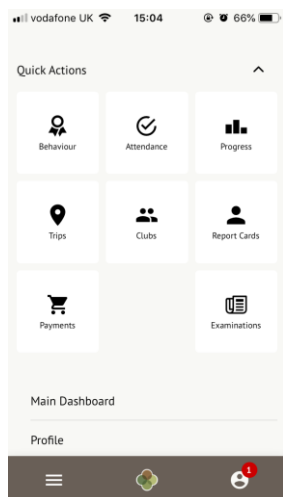 vodafone UK 15:04 66%
Quick Actions
Behaviour Attendance Progress
Trips Clubs Report Cards
Payments Examinations
Main Dashboard
Profile
1